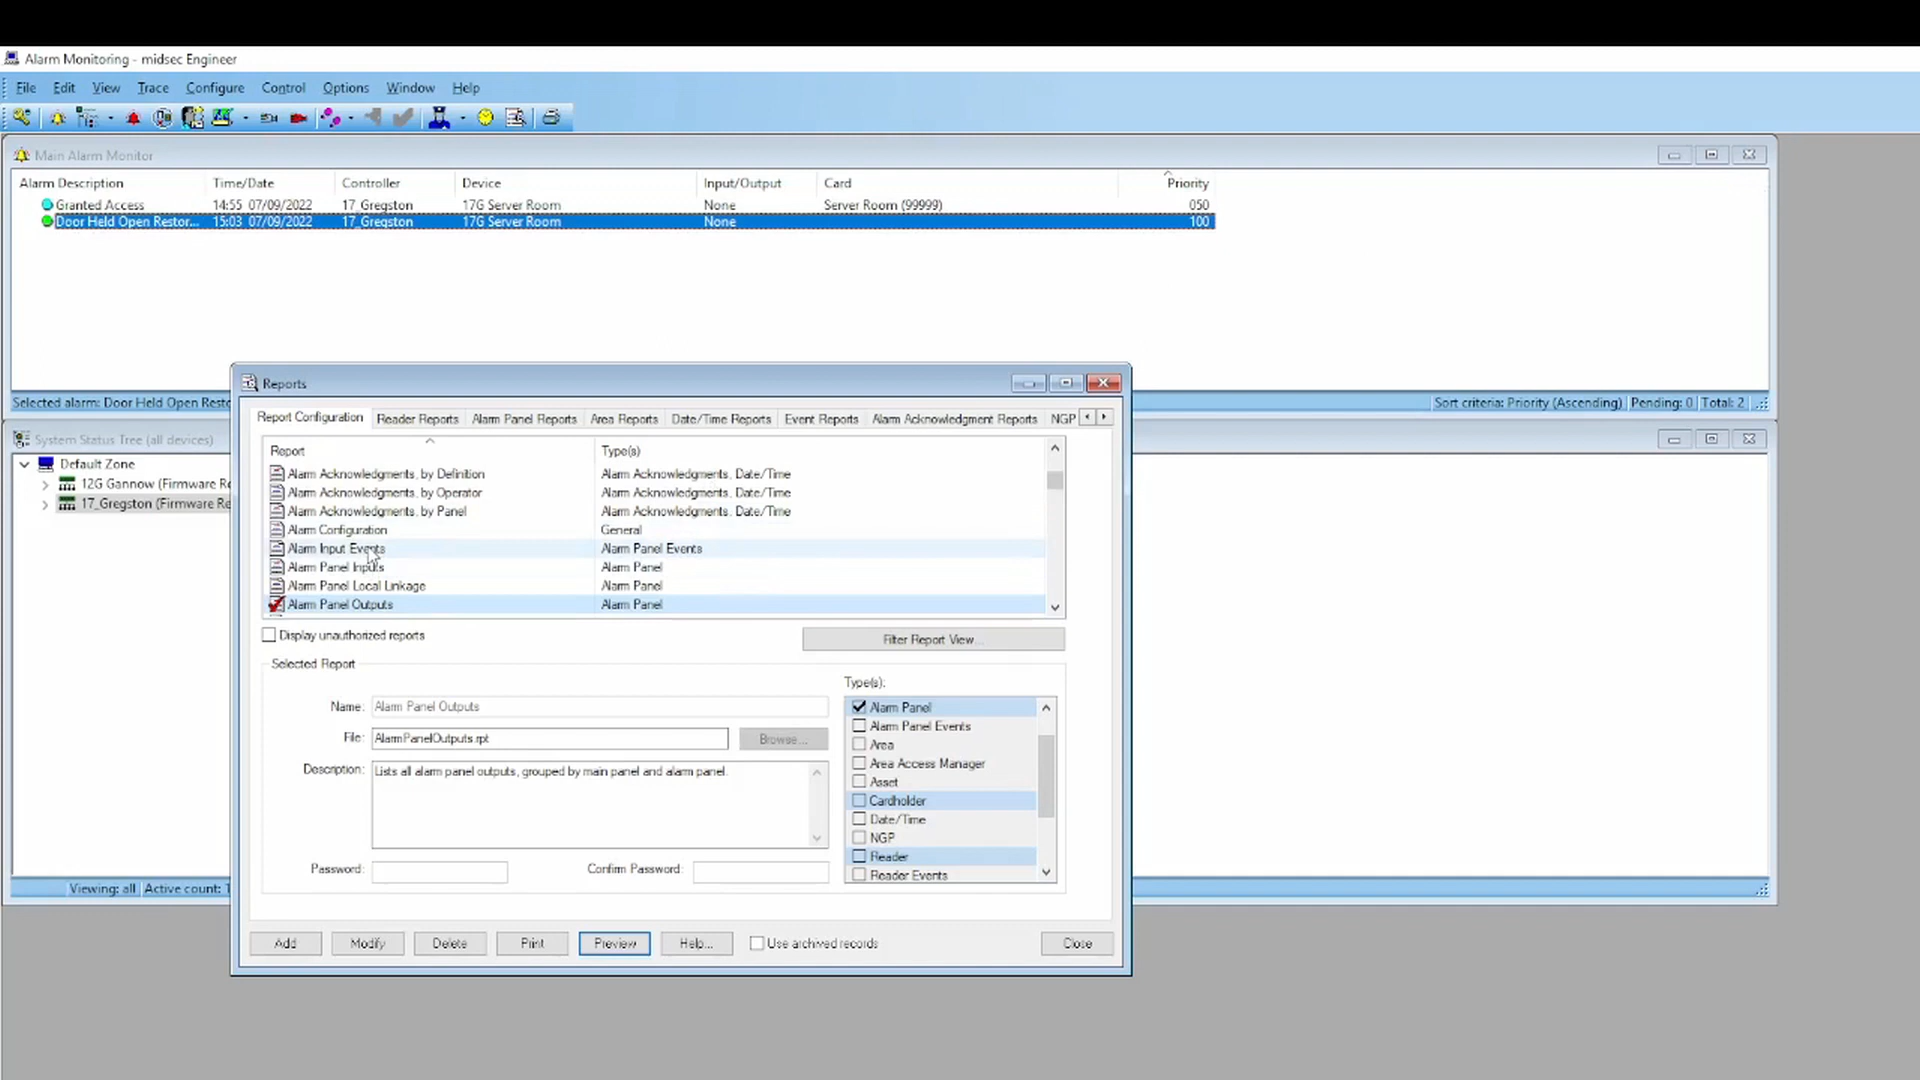 Alarm Monitoring - midsec Engineer
File Edit View Trace Configure Control Options Window Help
Main Alarm Monitor
Alarm Description Time/Date Controller Device Input/Output Card Priority
Granted Access 14:55 07/09/2022 17_Gregston 17G Server Room None Server Room (99999) 050
Door Held Open Restor... 15:03 07/09/2022 17_Gregston 17G Server Room None 100
Selected alarm: Door Held Open Resto
Sort criteria: Priority (Ascending) Pending: 0 Total: 2
System Status Tree (all devices)
Default Zone
12G Gannow (Firmware Re
17_Gregston (Firmware Re
Viewing: all Active count:
Reports
Report Configuration Reader Reports Alarm Panel Reports Area Reports Date/Time Reports Event Reports Alarm Acknowledgment Reports NGP
Report Type(s)
Alarm Acknowledgments, by Definition Alarm Acknowledgments, Date/Time
Alarm Acknowledgments, by Operator Alarm Acknowledgments, Date/Time
Alarm Acknowledgments, by Panel Alarm Acknowledgments, Date/Time
Alarm Configuration General
Alarm Input Events Alarm Panel Events
Alarm Panel Inputs Alarm Panel
Alarm Panel Local Linkage Alarm Panel
Alarm Panel Outputs Alarm Panel
Display unauthorized reports Filter Report View...
Selected Report
Name: Alarm Panel Outputs
File: AlarmPanelOutputs.rpt Browse...
Description: Lists all alarm panel outputs, grouped by main panel and alarm panel.
Password: Confirm Password:
Type(s):
Alarm Panel
Alarm Panel Events
Area
Area Access Manager
Asset
Cardholder
Date/Time
NGP
Reader
Reader Events
Add Modify Delete Print Preview Help... Use archived records Close